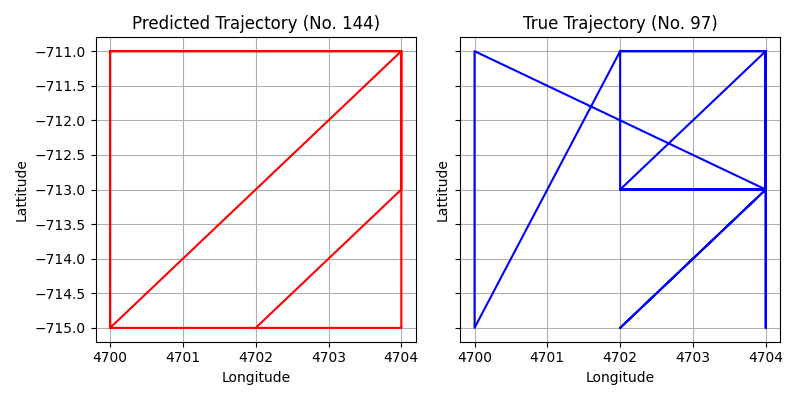 Predicted Trajectory (No. 144)
True Trajectory (No. 97)
−711.0
−711.5
−712.0
−712.5
−713.0
−713.5
−714.0
−714.5
−715.0
Lattitude
Lattitude
4700 4701 4702 4703 4704
4700 4701 4702 4703 4704
Longitude
Longitude